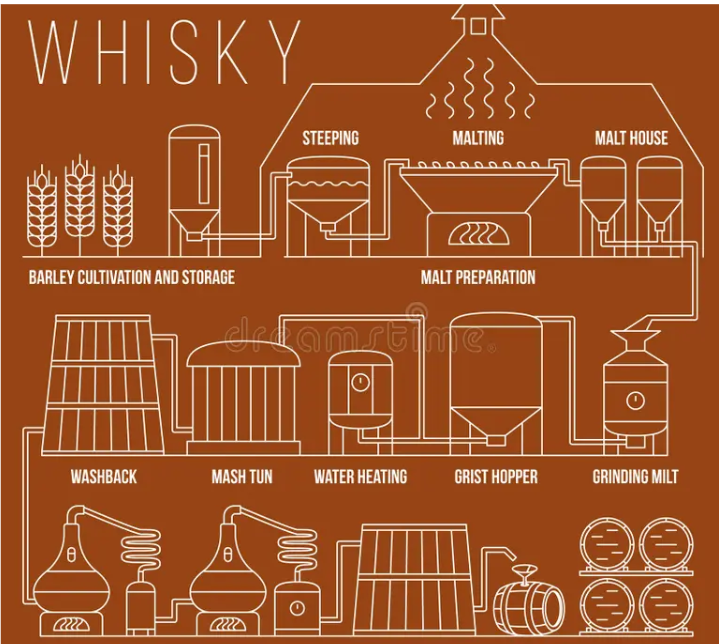 WHISKY
STEEPING
MALTING
MALT HOUSE
BARLEY CULTIVATION AND STORAGE
MALT PREPARATION
dreamstime.
WASHBACK
MASH TUN
WATER HEATING
GRIST HOPPER
GRINDING MILT